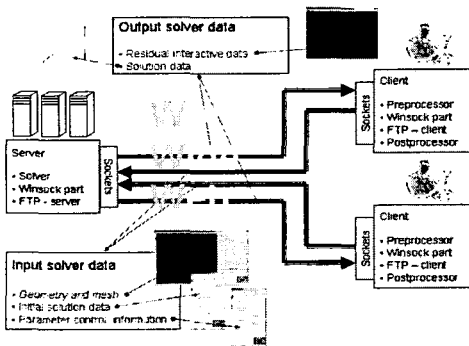 Output solver data
• Residual interactive data
• Solution data
Client
• Preprocessor
• Winsock part
• FTP – client
• Postprocessor
Sockets
Server
• Solver
• Winsock part
• FTP - server
Sockets
Client
• Preprocessor
• Winsock part
• FTP – client
• Postprocessor
Sockets
Input solver data
• Geometry and mesh
• Initial solution data
• Parameter control information